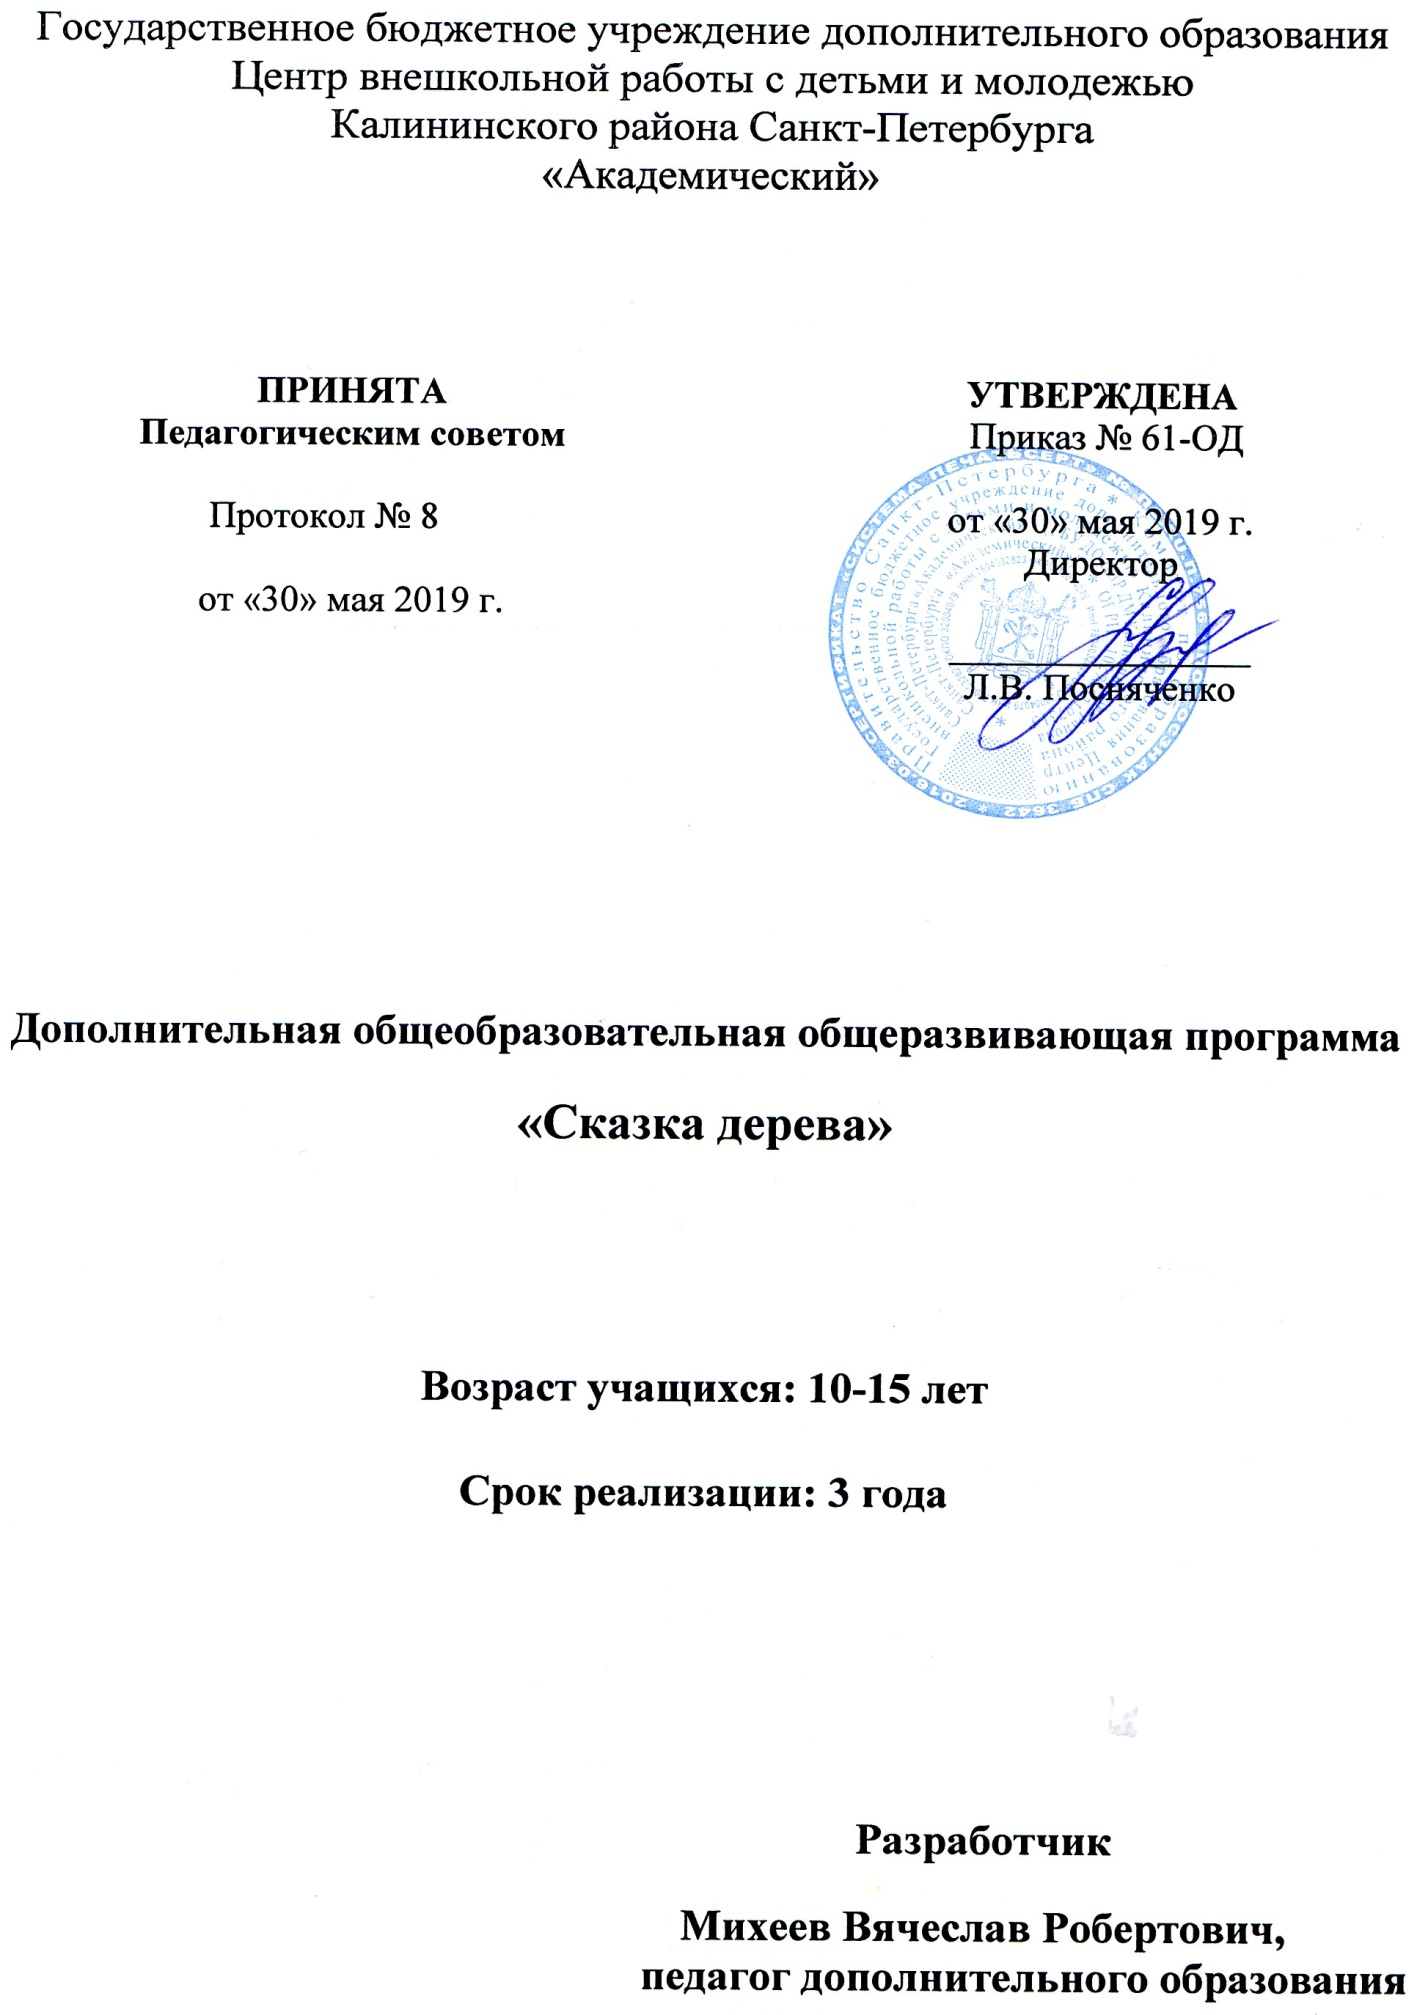 Государственное бюджетное учреждение дополнительного образования
Центр внешкольной работы с детьми и молодежью
Калининского района Санкт-Петербурга
«Академический»
ПРИНЯТА
Педагогическим советом
Протокол № 8
от «30» мая 2019 г.
УТВЕРЖДЕНА
Приказ № 61-ОД
от «30» мая 2019 г.
Директор
Л.В. Посняченко
Дополнительная общеобразовательная общеразвивающая программа
«Сказка дерева»
Возраст учащихся: 10-15 лет
Срок реализации: 3 года
Разработчик
Михеев Вячеслав Робертович,
педагог дополнительного образования